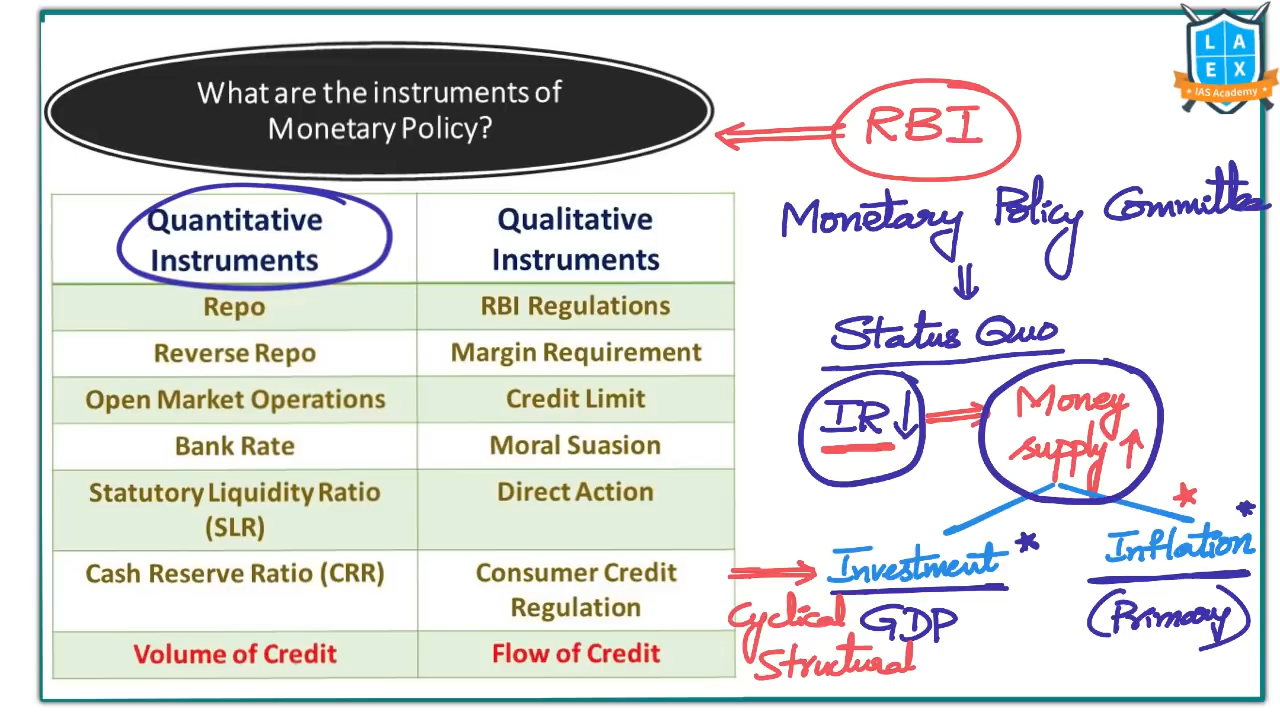 What are the instruments of
Monetary Policy?
Quantitative
Instruments
Qualitative
Instruments
Repo
RBI Regulations
Reverse Repo
Margin Requirement
Open Market Operations
Credit Limit
Bank Rate
Moral Suasion
Statutory Liquidity Ratio
(SLR)
Direct Action
Cash Reserve Ratio (CRR)
Consumer Credit
Regulation
Volume of Credit
Flow of Credit
L A
E X
IAS Academy
RBI
Monetary Policy Committee
Status Quo
IR ↓
Money
supply ↑
Investment *
Inflation *
GDP
(Primary)
Cyclical
Structural